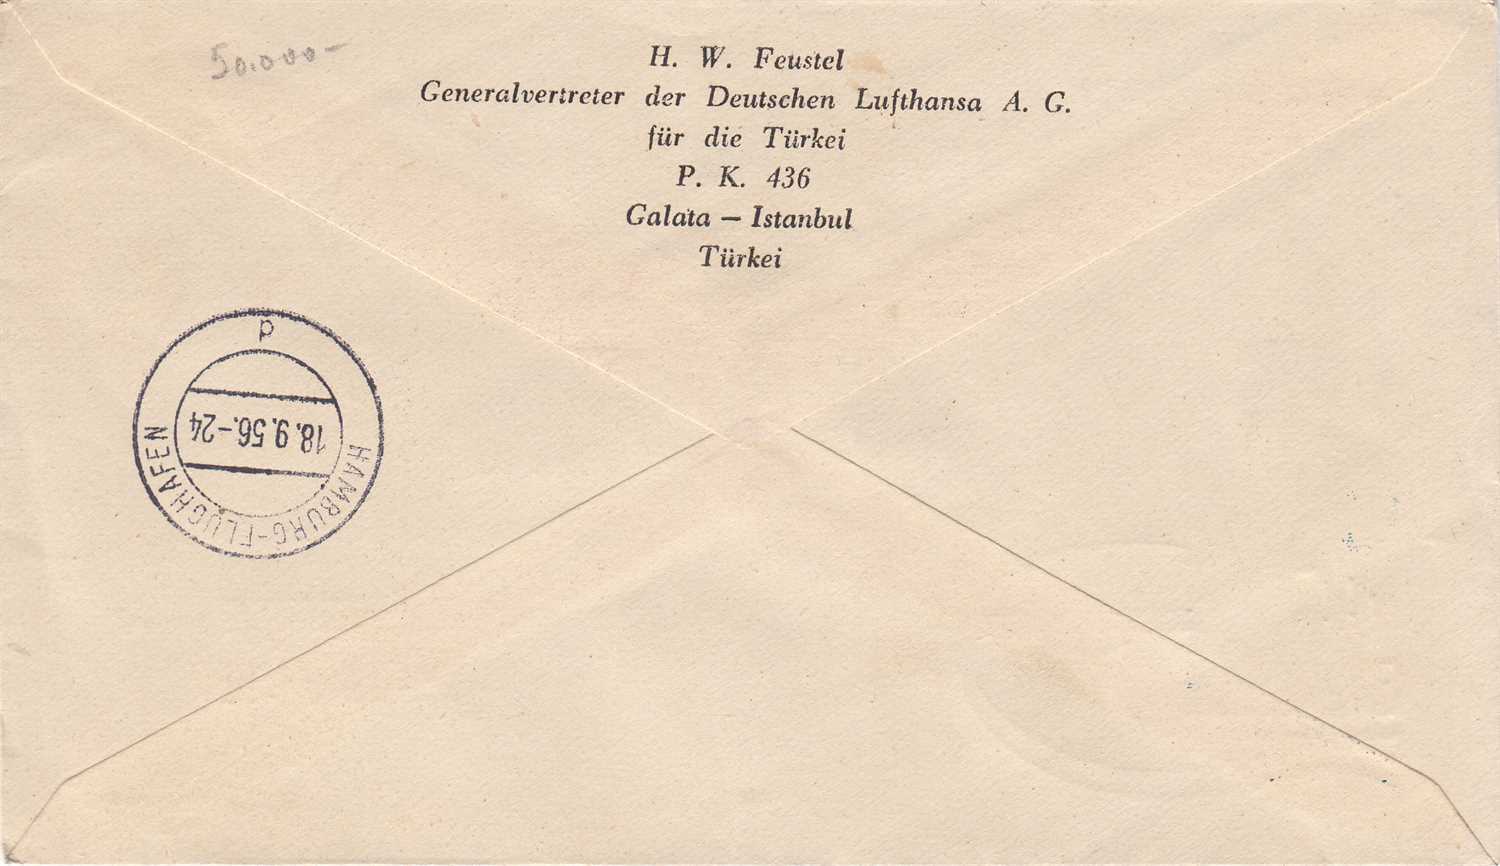 50.000-
H. W. Feustel
Generalvertreter der Deutschen Lufthansa A. G.
für die Türkei
P. K. 436
Galata — Istanbul
Türkei
HAMBURG-FLUGHAFEN
18.9.56.-24
d